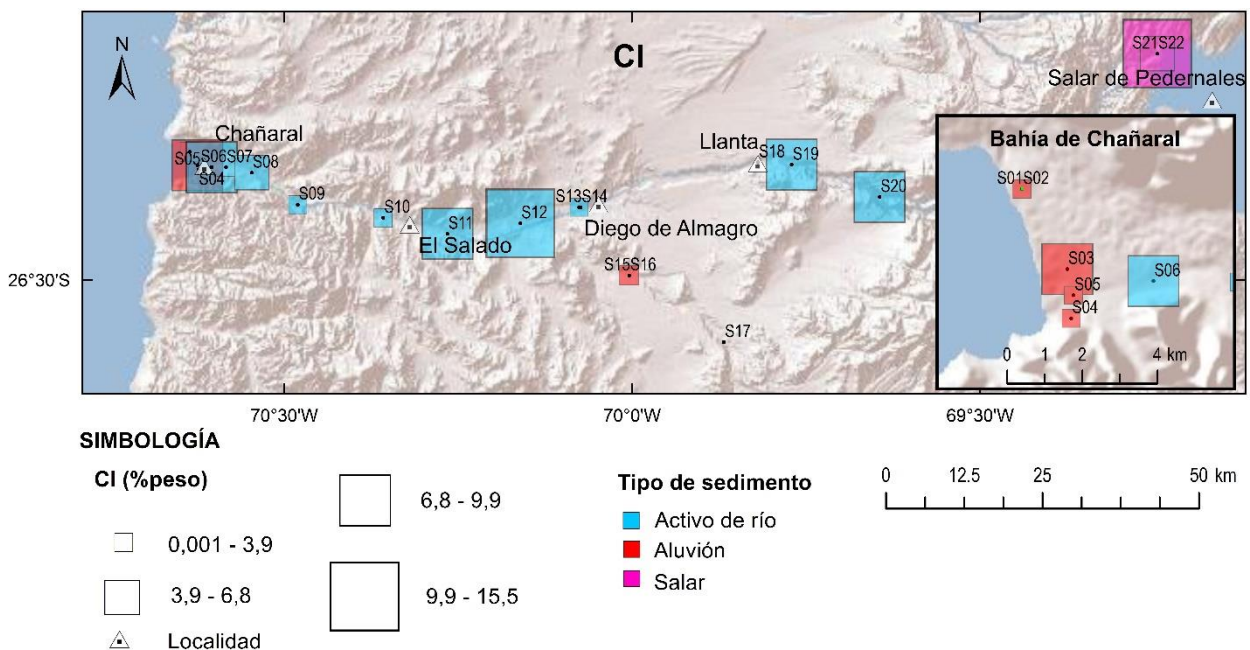 N
Cl
S21S22
Salar de Pedernales
Chañaral
S05
S06
S07
S04
S08
S09
S10
El Salado
S11
S12
S13S14
Diego de Almagro
Llanta
S18
S19
S20
S15S16
S17
26°30'S
26°30'S
70°30'W
70°0'W
69°30'W
Bahía de Chañaral
S01S02
S03
S05
S04
S06
0 1 2 4 km
SIMBOLOGÍA
Cl (%peso)
0,001 - 3,9
3,9 - 6,8
6,8 - 9,9
9,9 - 15,5
Localidad
Tipo de sedimento
Activo de río
Aluvión
Salar
0 12.5 25 50 km